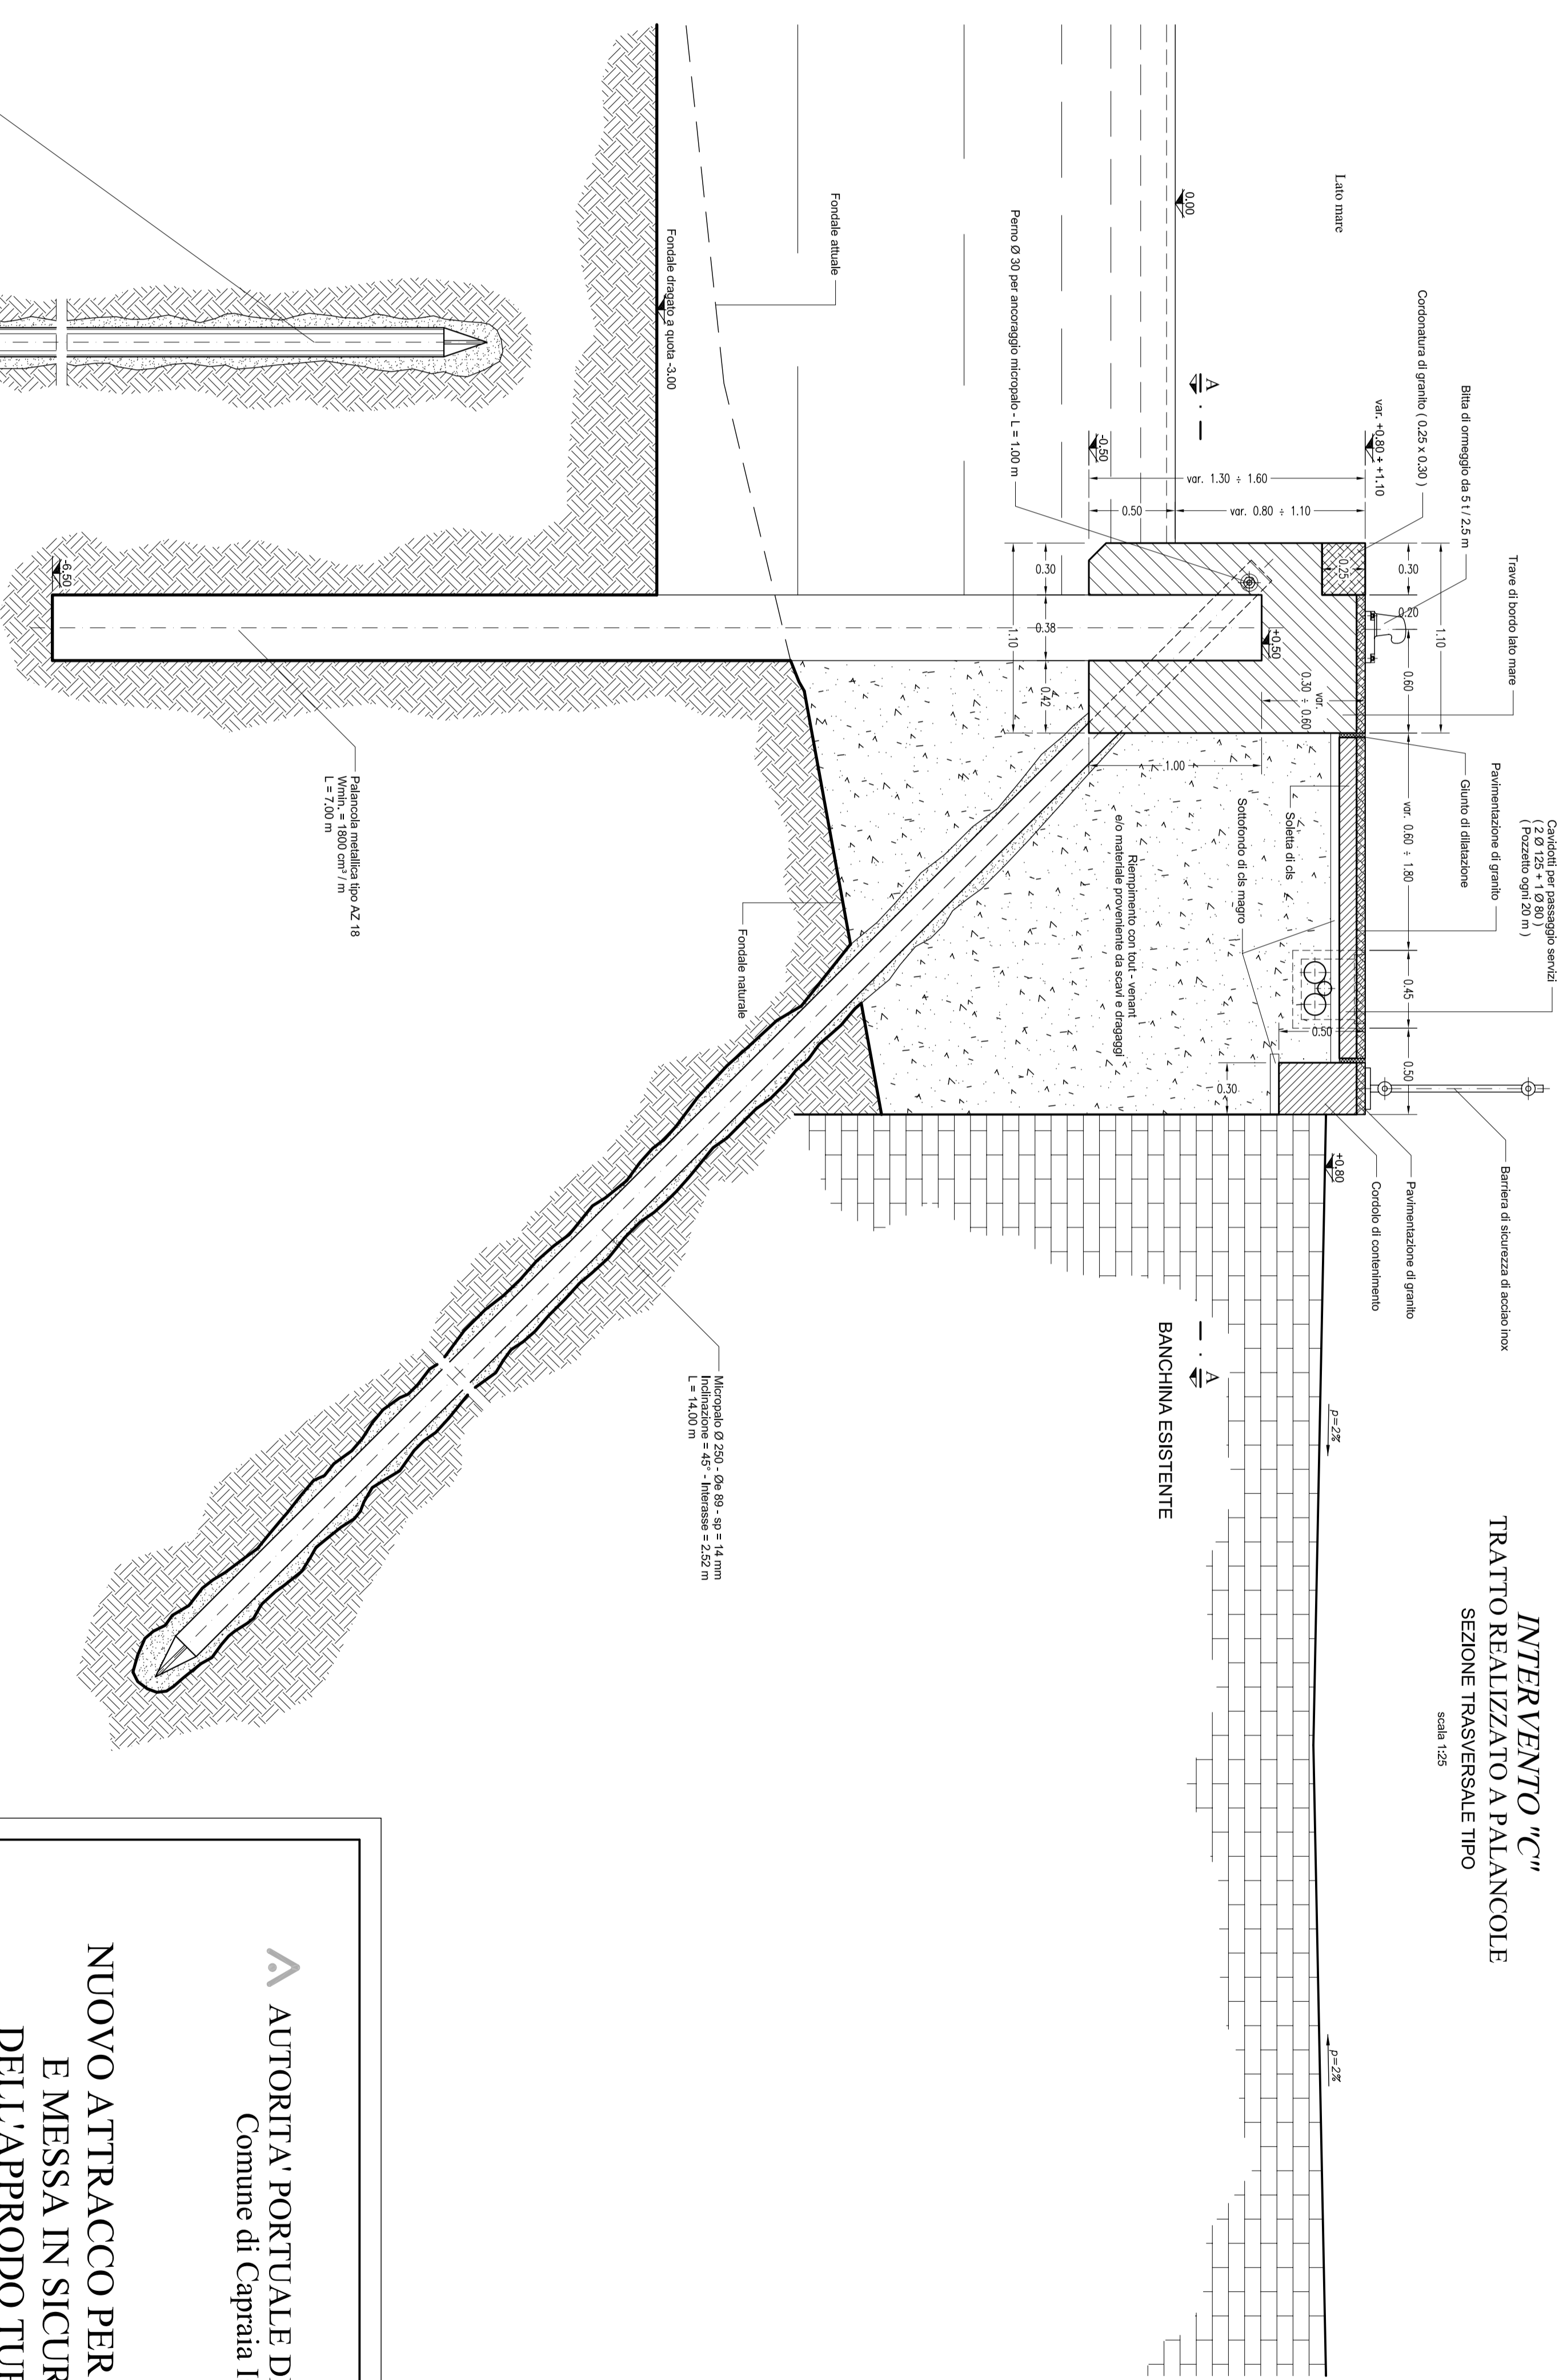 INTERVENTO "C"
TRATTO REALIZZATO A PALANCOLE
SEZIONE TRASVERSALE TIPO
scala 1:25
Cavidotti per passaggio servizi
( 2 Ø 125 + 1 Ø 80 )
( Pozzetto ogni 20 m )
Trave di bordo lato mare
Pavimentazione di granito
Giunto di dilatazione
Bitta di ormeggio da 5 t / 2.5 m
Cordonatura di granito ( 0.25 x 0.30 )
Lato mare
Barriera di sicurezza di acciao inox
Pavimentazione di granito
Cordolo di contenimento
var. +0.80 ÷ +1.10
1.10
0.30
0.20
0.60
var. 0.60 ÷ 1.80
0.45
0.50
0.25
var.
0.30 ÷ 0.60
0.50
0.30
+0.80
p=2%
p=2%
0.00
var. 1.30 ÷ 1.60
var. 0.80 ÷ 1.10
0.50
-0.50
+0.50
1.00
A
A
BANCHINA ESISTENTE
Soletta di cls
Sottofondo di cls magro
Riempimento con tout - venant
e/o materiale proveniente da scavi e dragaggi
0.30
0.38
0.42
1.10
Perno Ø 30 per ancoraggio micropalo - L = 1.00 m
Fondale attuale
Fondale dragato a quota -3.00
Fondale naturale
Micropalo Ø 250 - Øe 89 - sp = 14 mm
Inclinazione = 45° - Interasse = 2.52 m
L = 14.00 m
Palancola metallica tipo AZ 18
Wmin. = 1800 cm³ / m
L = 7.00 m
-6.50
AUTORITA' PORTUALE D
Comune di Capraia I
NUOVO ATTRACCO PER
E MESSA IN SICUR
DELL'APPRODO TUR